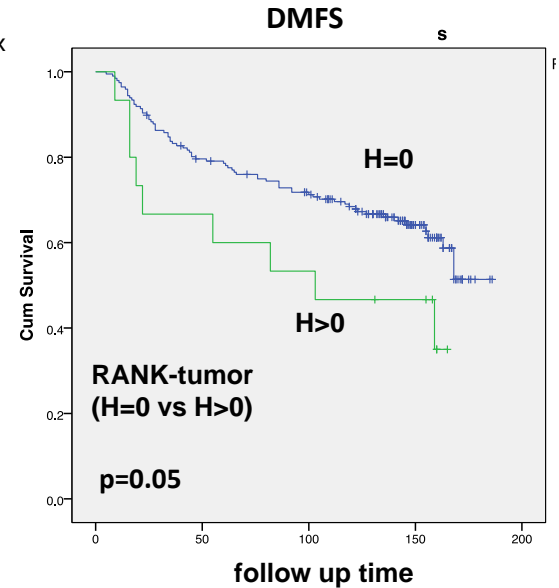 DMFS
s
x
F
1.0
H=0
0.8
0.6
Cum Survival
0.4
H>0
RANK-tumor
(H=0 vs H>0)
0.2
p=0.05
0.0
0 50 100 150 200
follow up time